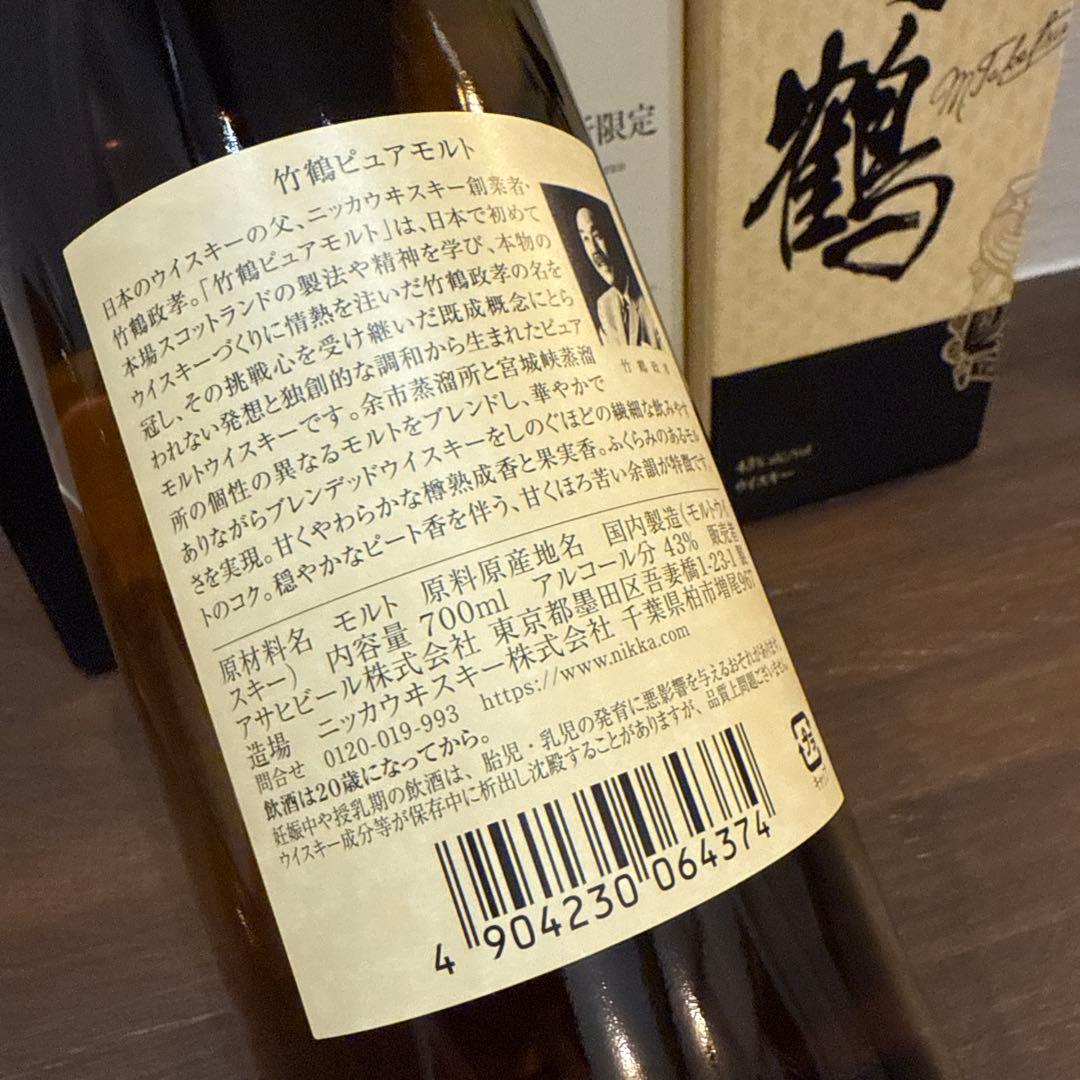 竹鶴ピュアモルト
日本のウイスキーの父、ニッカウヰスキー創業者・
竹鶴政孝。「竹鶴ピュアモルト」は、日本で初めて
本場スコットランドの製法や精神を学び、本物の
ウイスキーづくりに情熱を注いだ竹鶴政孝の名を
冠し、その挑戦心を受け継いだ既成概念にとら
われない発想と独創的な調和から生まれたピュア
モルトウイスキーです。余市蒸溜所と宮城峡蒸溜
所の個性の異なるモルトをブレンドし、華やかで
ありながらブレンデッドウイスキーをしのぐほどの繊細な飲みやす
さを実現。甘くやわらかな樽熟成香と果実香。ふくらみのあるモル
トのコク。穏やかなピート香を伴う、甘くほろ苦い余韻が特徴です。
竹鶴政孝
原材料名 モルト 原料原産地名 国内製造(モルトウイ
スキー) 内容量 700ml アルコール分 43% 販売者
アサヒビール株式会社 東京都墨田区吾妻橋1-23-1 製
造場 ニッカウヰスキー株式会社 千葉県柏市増尾967
問合せ 0120-019-993 https://www.nikka.com
飲酒は20歳になってから。
妊娠中や授乳期の飲酒は、胎児・乳児の発育に悪影響を与えるおそれがあります。
ウイスキー成分等が保存中に析出し沈殿することがありますが、品質上問題ございません。
キャップ
4 904230 064374
限定
鶴
ウイスキー